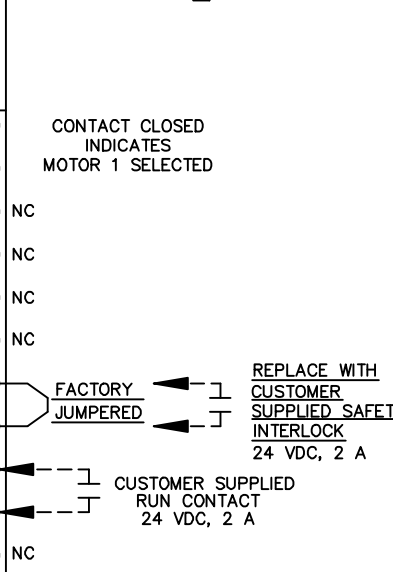 CONTACT CLOSED
INDICATES
MOTOR 1 SELECTED
NC
NC
NC
NC
FACTORY
JUMPERED
REPLACE WITH
CUSTOMER
SUPPLIED SAFET
INTERLOCK
24 VDC, 2 A
CUSTOMER SUPPLIED
RUN CONTACT
24 VDC, 2 A
NC